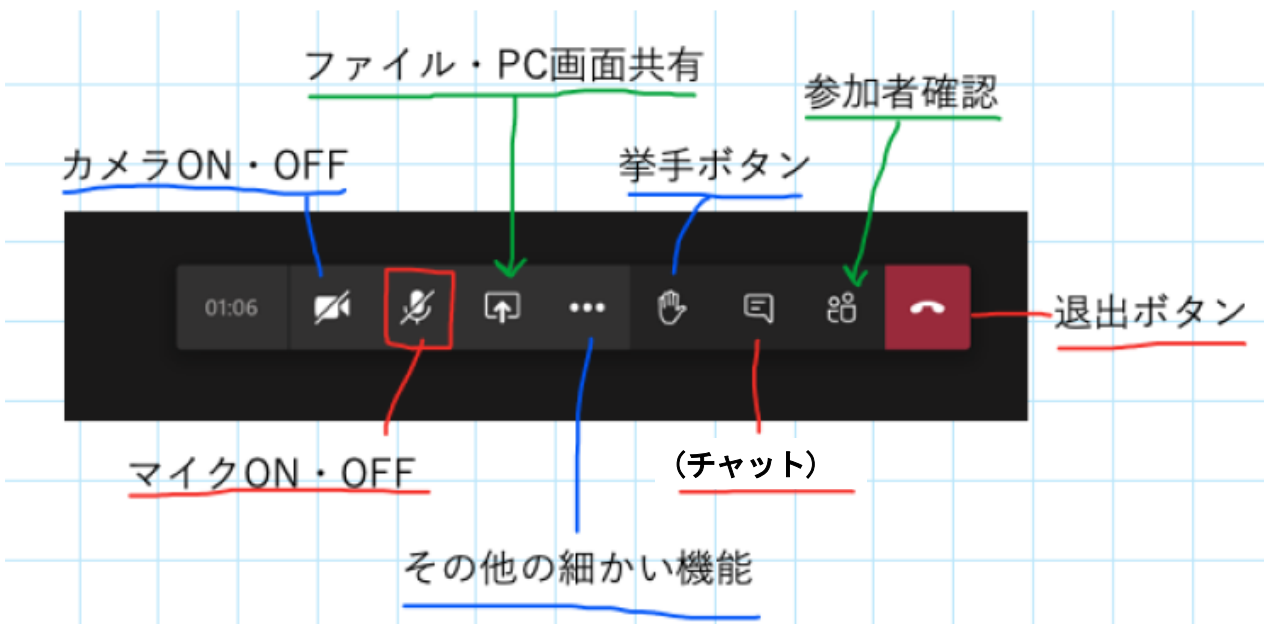 ファイル・PC画面共有
参加者確認
カメラON・OFF
挙手ボタン
01:06
退出ボタン
マイクON・OFF
（チャット）
その他の細かい機能